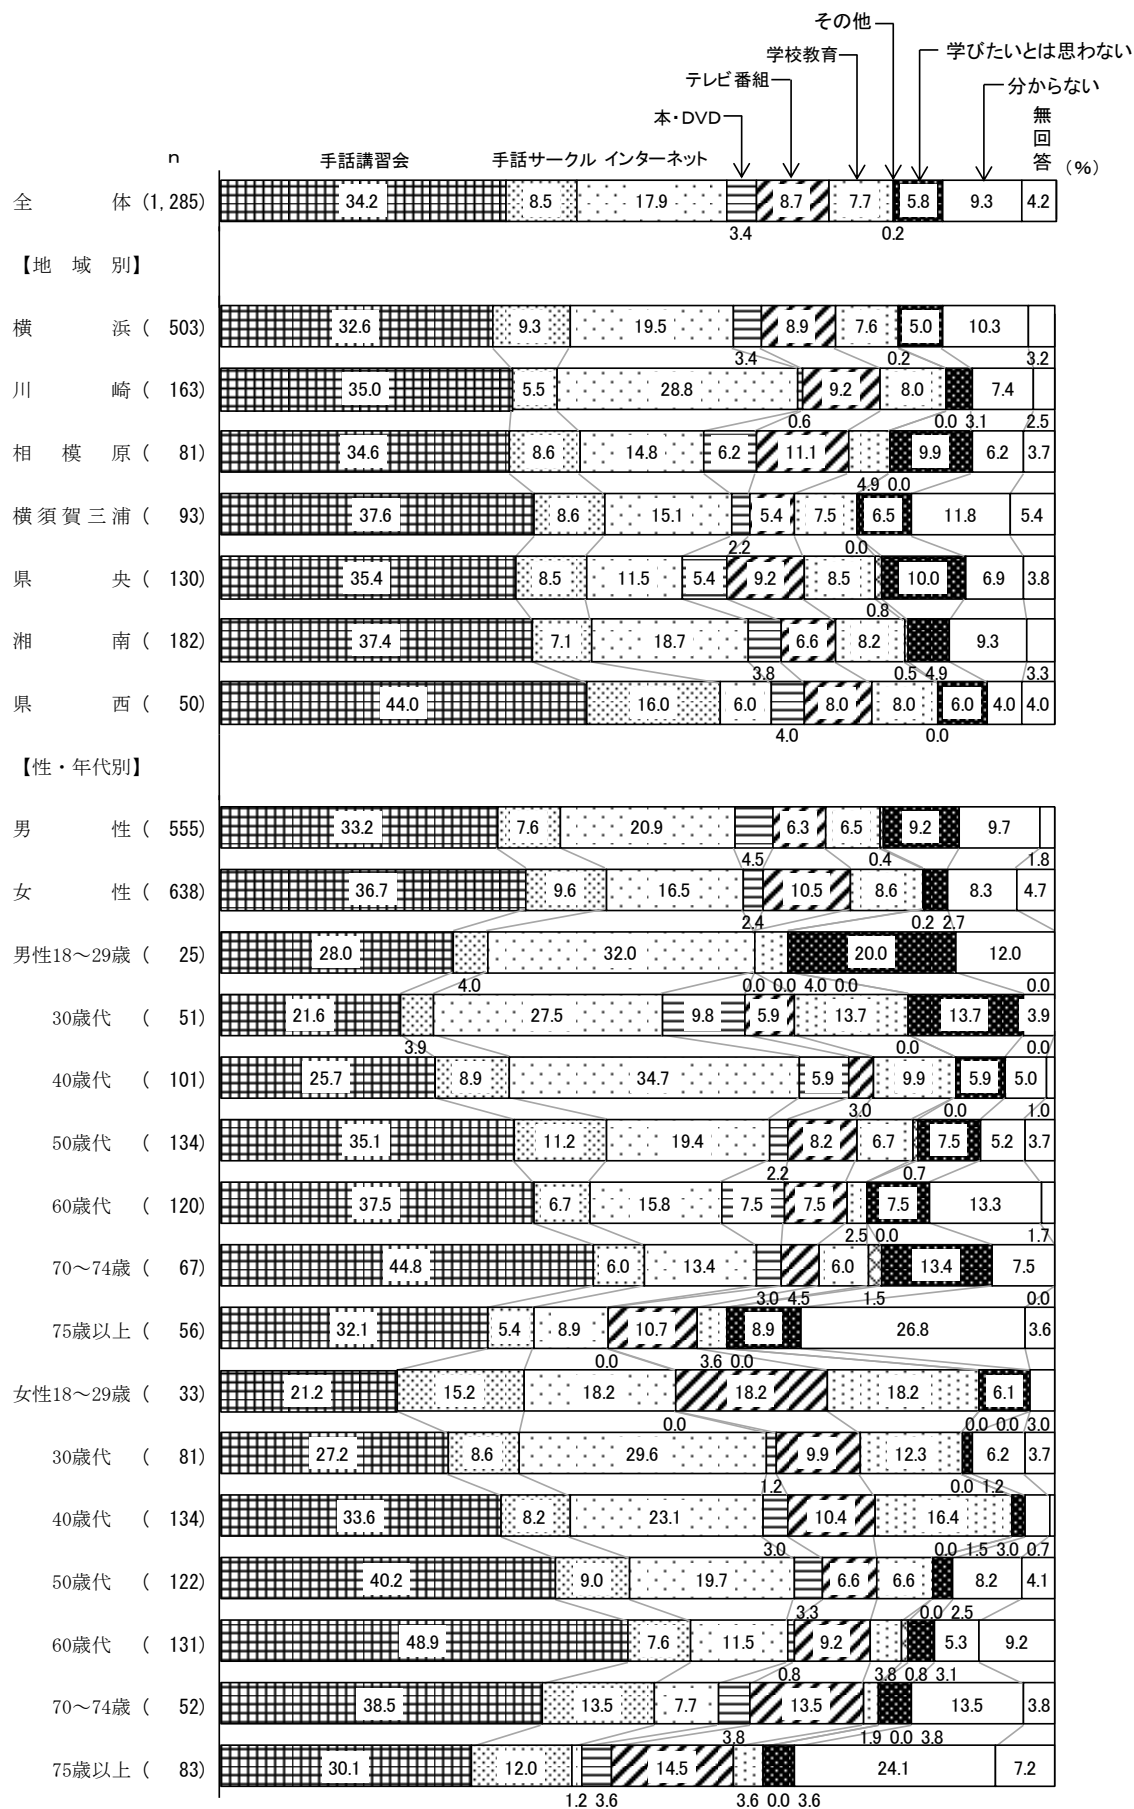 その他
学びたいとは思わない
学校教育
テレビ番組
分からない
本・DVD
無回答
n
手話講習会 手話サークル インターネット
(%)
全体 (1,285) 34.2 8.5 17.9 8.7 7.7 5.8 9.3 4.2
3.4 0.2
【地域別】
横浜 ( 503) 32.6 9.3 19.5 8.9 7.6 5.0 10.3
3.4 0.2 3.2
川崎 ( 163) 35.0 5.5 28.8 9.2 8.0 7.4
0.6 0.0 3.1 2.5
相模原 ( 81) 34.6 8.6 14.8 6.2 11.1 9.9 6.2 3.7
4.9 0.0
横須賀三浦 ( 93) 37.6 8.6 15.1 5.4 7.5 6.5 11.8 5.4
2.2 0.0
県央 ( 130) 35.4 8.5 11.5 5.4 9.2 8.5 10.0 6.9 3.8
0.8
湘南 ( 182) 37.4 7.1 18.7 6.6 8.2 9.3
3.8 0.5 4.9 3.3
県西 ( 50) 44.0 16.0 6.0 8.0 8.0 6.0 4.0 4.0
4.0 0.0
【性・年代別】
男性 ( 555) 33.2 7.6 20.9 6.3 6.5 9.2 9.7
4.5 0.4 1.8
女性 ( 638) 36.7 9.6 16.5 10.5 8.6 8.3 4.7
2.4 0.2 2.7
男性18～29歳 ( 25) 28.0 32.0 20.0 12.0
4.0 0.0 0.0 4.0 0.0 0.0
30歳代 ( 51) 21.6 27.5 9.8 5.9 13.7 13.7 3.9
3.9 0.0 0.0
40歳代 ( 101) 25.7 8.9 34.7 5.9 9.9 5.9 5.0
3.0 0.0 1.0
50歳代 ( 134) 35.1 11.2 19.4 8.2 6.7 7.5 5.2 3.7
2.2 0.7
60歳代 ( 120) 37.5 6.7 15.8 7.5 7.5 7.5 13.3
2.5 0.0 1.7
70～74歳 ( 67) 44.8 6.0 13.4 6.0 13.4 7.5
3.0 4.5 1.5 0.0
75歳以上 ( 56) 32.1 5.4 8.9 10.7 8.9 26.8 3.6
0.0 3.6 0.0
女性18～29歳 ( 33) 21.2 15.2 18.2 18.2 18.2 6.1
0.0 0.0 0.0 3.0
30歳代 ( 81) 27.2 8.6 29.6 9.9 12.3 6.2 3.7
1.2 0.0 1.2
40歳代 ( 134) 33.6 8.2 23.1 10.4 16.4
3.0 0.0 1.5 3.0 0.7
50歳代 ( 122) 40.2 9.0 19.7 6.6 6.6 8.2 4.1
3.3 0.0 2.5
60歳代 ( 131) 48.9 7.6 11.5 9.2 5.3 9.2
0.8 3.8 0.8 3.1
70～74歳 ( 52) 38.5 13.5 7.7 13.5 13.5 3.8
3.8 1.9 0.0 3.8
75歳以上 ( 83) 30.1 12.0 14.5 24.1 7.2
1.2 3.6 3.6 0.0 3.6